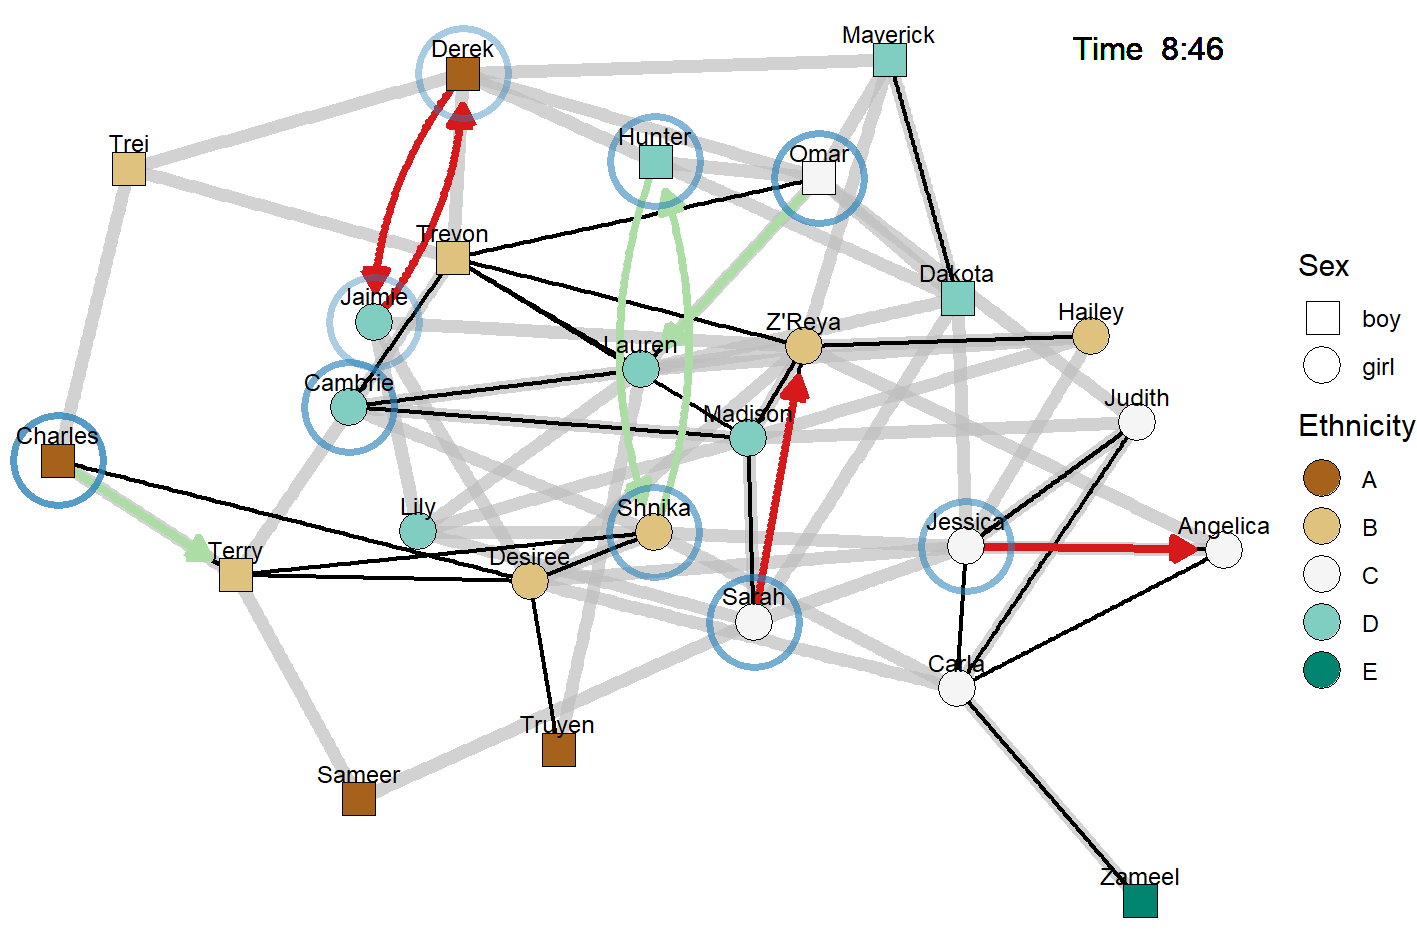 Time 8:46
Maverick
Derek
Trei
Hunter
Omar
Trevon
Dakota
Jaimie
Z'Reya
Hailey
Lauren
Cambrie
Madison
Judith
Charles
Lily
Shnika
Jessica
Angelica
Terry
Desiree
Sarah
Carla
Truyen
Sameer
Zameel
Sex
boy
girl
Ethnicity
A
B
C
D
E